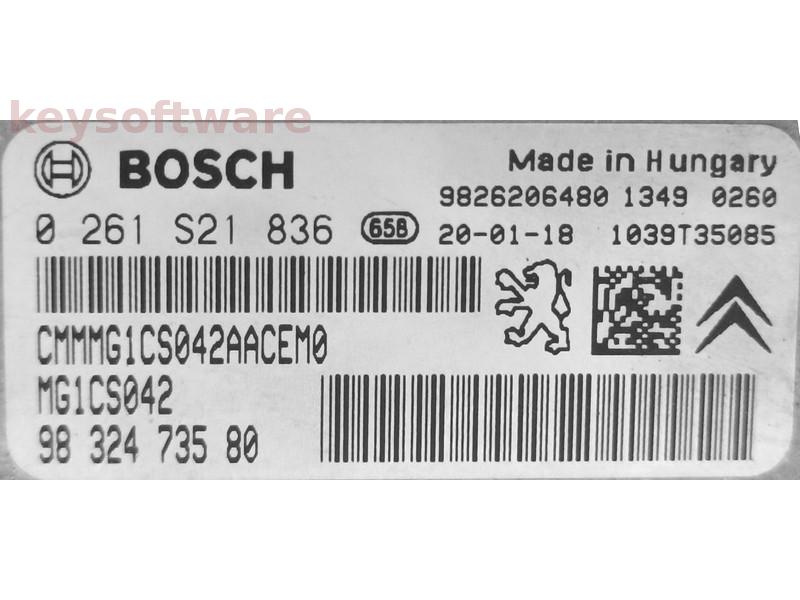 keysoftware
BOSCH
Made in Hungary
9826206480 1349 0260
0 261 S21 836 658 20-01-18 1039T35085
CMMMG1CS042AACEM0
MG1CS042
98 324 735 80